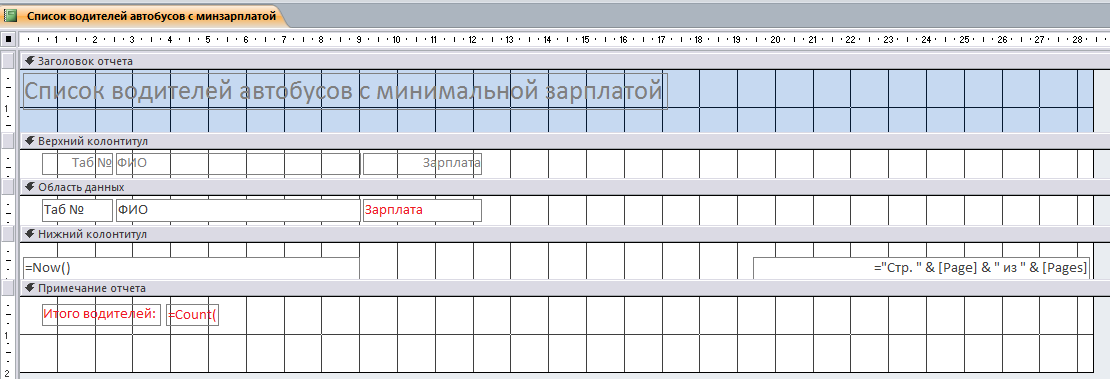 Список водителей автобусов с минзарплатой
1 2 3 4 5 6 7 8 9 10 11 12 13 14 15 16 17 18 19 20 21 22 23 24 25 26 27 28
Заголовок отчета
Список водителей автобусов с минимальной зарплатой
1
Верхний колонтитул
Таб № ФИО Зарплата
Область данных
Таб № ФИО Зарплата
Нижний колонтитул
=Now() ="Стр. " & [Page] & " из " & [Pages]
Примечание отчета
Итого водителей: =Count(
1
2